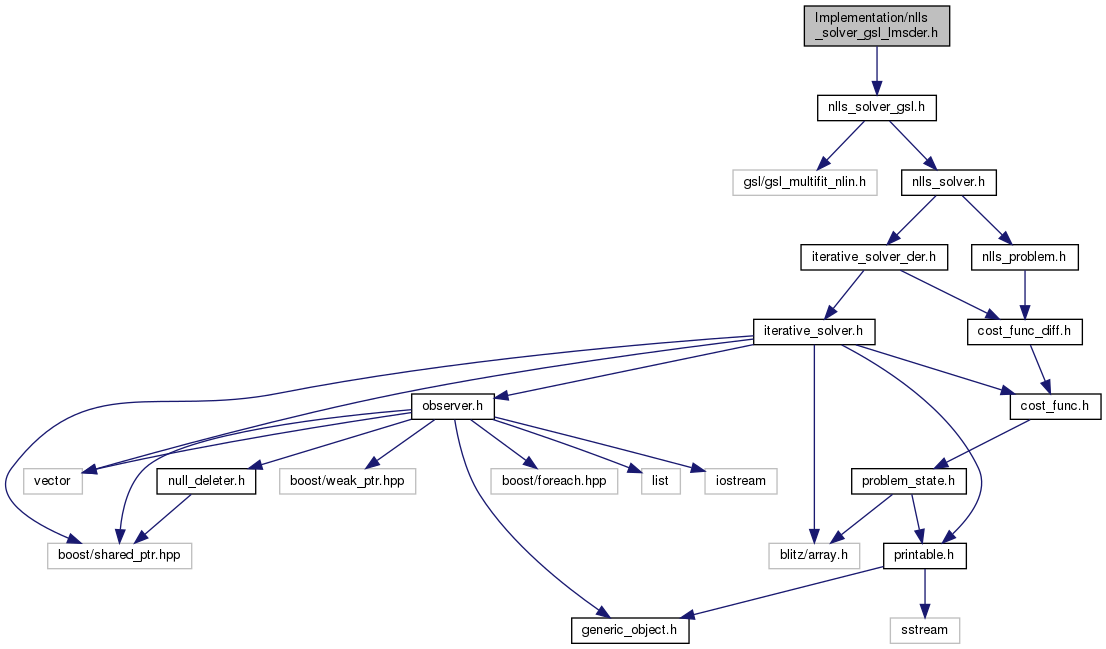 Implementation/nlls
_solver_gsl_lmsder.h
nlls_solver_gsl.h
gsl/gsl_multifit_nlin.h
nlls_solver.h
iterative_solver_der.h
nlls_problem.h
iterative_solver.h
cost_func_diff.h
observer.h
cost_func.h
vector
null_deleter.h
boost/weak_ptr.hpp
boost/foreach.hpp
list
iostream
problem_state.h
boost/shared_ptr.hpp
blitz/array.h
printable.h
generic_object.h
sstream